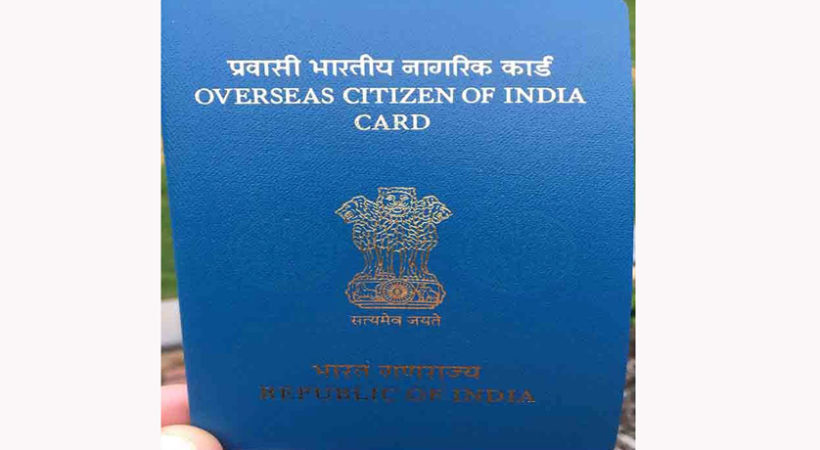 प्रवासी भारतीय नागरिक कार्ड
OVERSEAS CITIZEN OF INDIA
CARD
सत्यमेव जयते
भारत गणराज्य
REPUBLIC OF INDIA